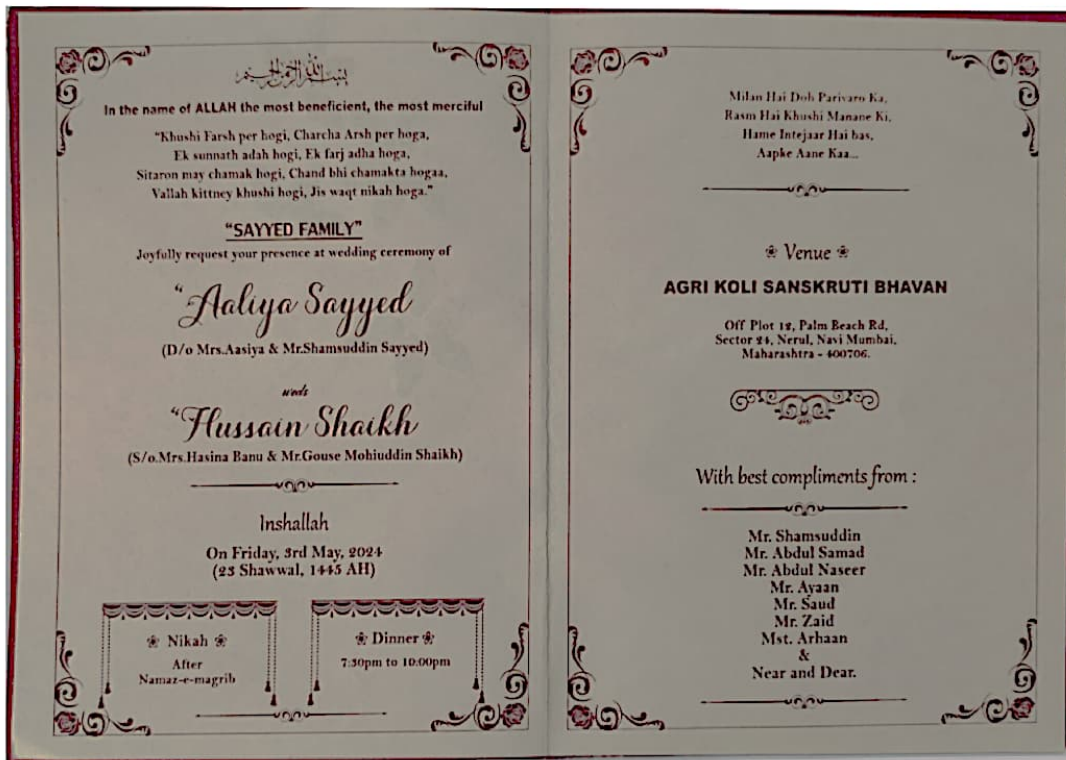 بسم الله الرحمن الرحيم
In the name of ALLAH the most beneficient, the most merciful
"Khushi Farsh per hogi, Charcha Arsh per hoga,
Ek sunnath adah hogi, Ek farj adha hoga,
Sitaron may chamak hogi, Chand bhi chamakta hogaa,
Vallah kittney khushi hogi, Jis waqt nikah hoga."
"SAYYED FAMILY"
Joyfully request your presence at wedding ceremony of
"Aaliya Sayyed
(D/o Mrs.Aasiya & Mr.Shamsuddin Sayyed)
weds
"Hussain Shaikh
(S/o.Mrs.Hasina Banu & Mr.Gouse Mohiuddin Shaikh)
Inshallah
On Friday, 3rd May, 2024
(23 Shawwal, 1445 AH)
Nikah
After
Namaz-e-magrib
Dinner
7:30pm to 10:00pm
Milan Hai Doh Parivaro Ka,
Rasm Hai Khushi Manane Ki,
Hame Intejaar Hai bas,
Aapke Aane Kaa...
Venue
AGRI KOLI SANSKRUTI BHAVAN
Off Plot 12, Palm Beach Rd,
Sector 24, Nerul, Navi Mumbai,
Maharashtra - 400706.
With best compliments from :
Mr. Shamsuddin
Mr. Abdul Samad
Mr. Abdul Naseer
Mr. Ayaan
Mr. Saud
Mr. Zaid
Mst. Arhaan
&
Near and Dear.